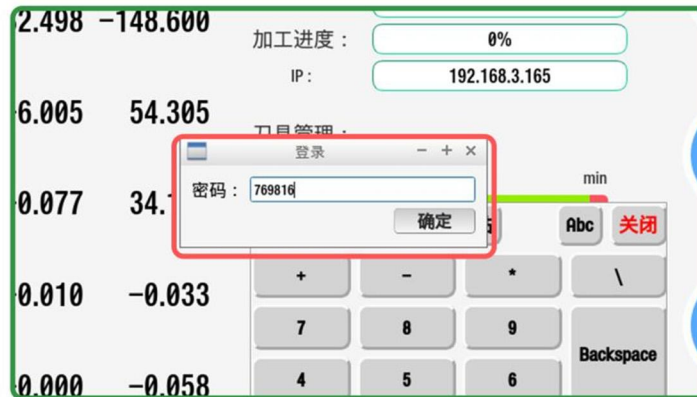 2.498 -148.600
加工进度： 0%
IP： 192.168.3.165
6.005 54.305
刀具管理：
登录
min
密码： 769816
0.077 34.
确定
Abc 关闭
+ - * \
0.010 -0.033
7 8 9
Backspace
0.000 -0.058
4 5 6